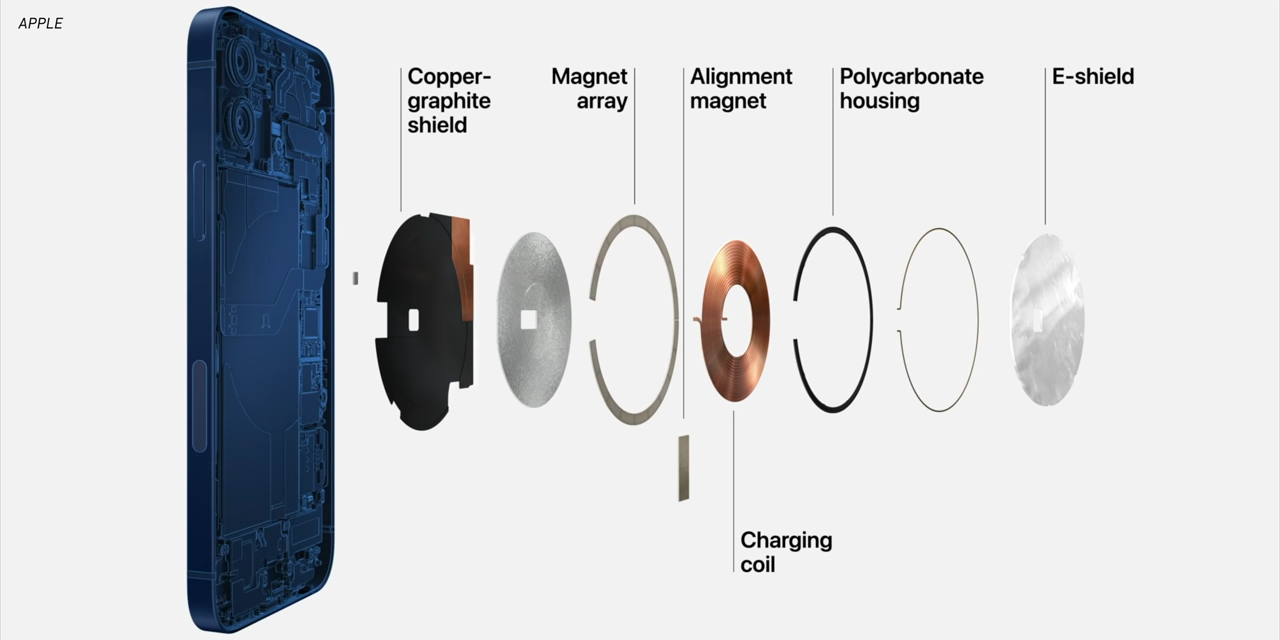 APPLE
Copper-
graphite
shield
Magnet
array
Alignment
magnet
Polycarbonate
housing
E-shield
Charging
coil